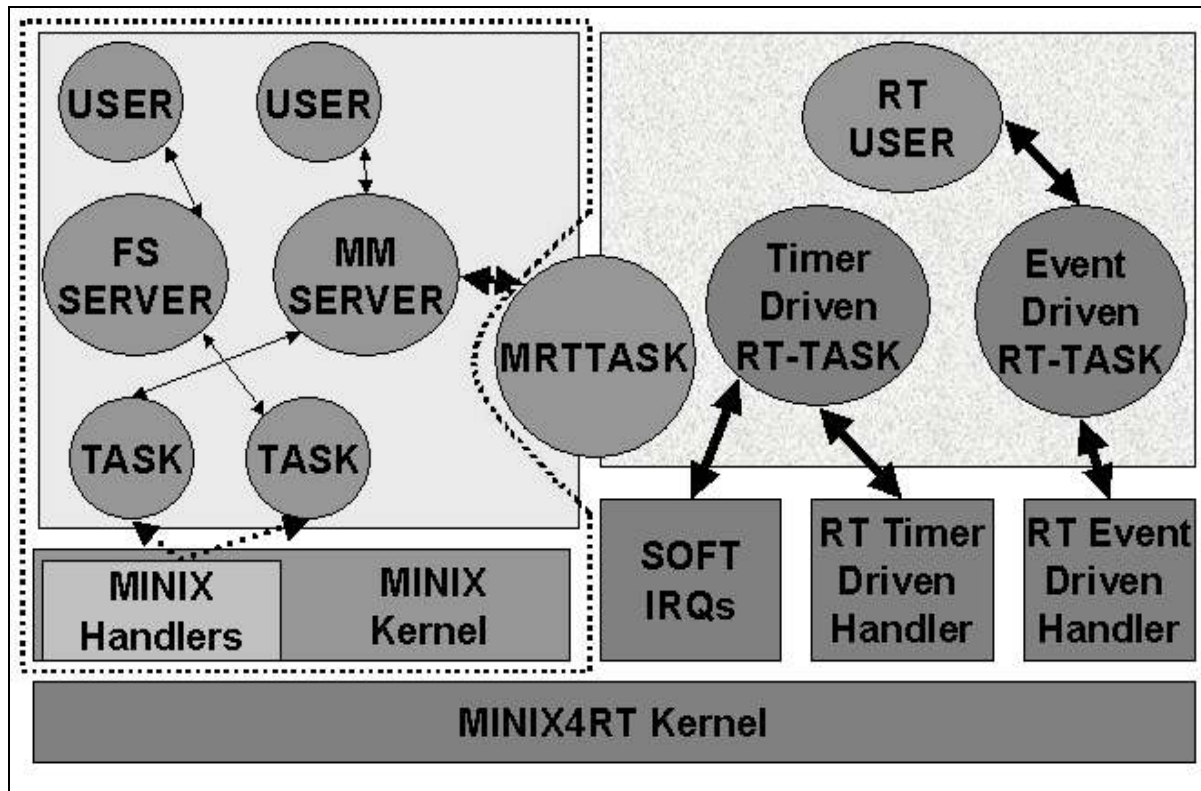 USER
USER
FS
SERVER
MM
SERVER
TASK
TASK
MINIX
Handlers
MINIX
Kernel
MRTTASK
RT
USER
Timer
Driven
RT-TASK
Event
Driven
RT-TASK
SOFT
IRQs
RT Timer
Driven
Handler
RT Event
Driven
Handler
MINIX4RT Kernel